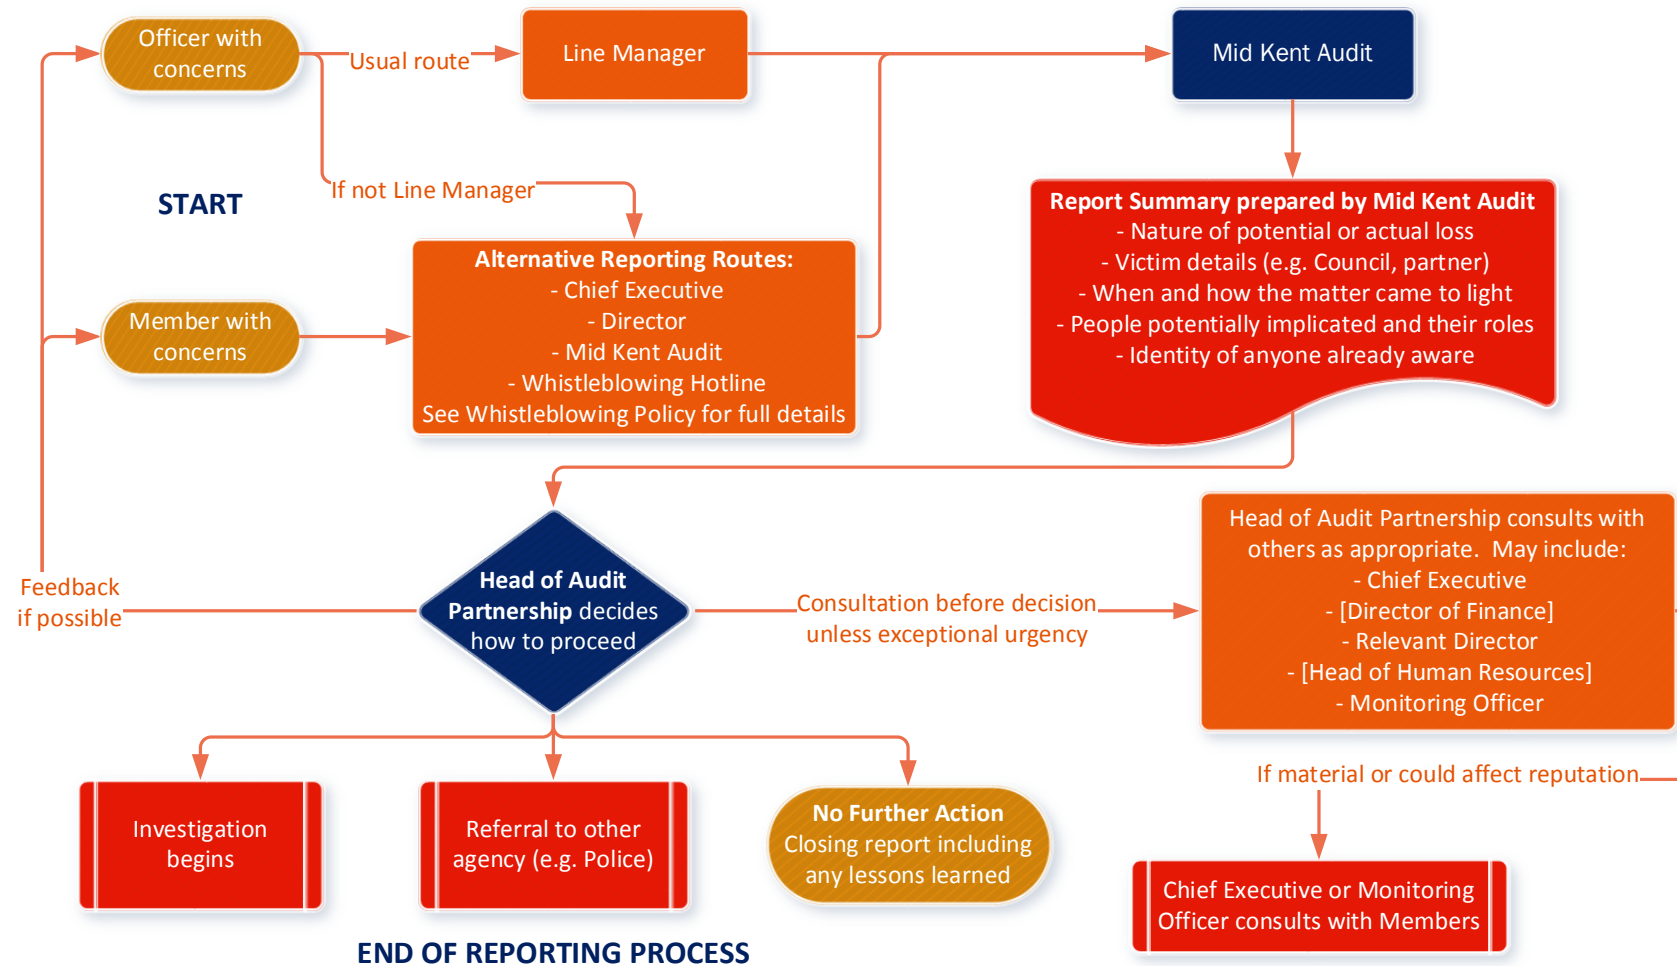 Officer with
concerns
Usual route
Line Manager
Mid Kent Audit
If not Line Manager
START
Report Summary prepared by Mid Kent Audit
- Nature of potential or actual loss
- Victim details (e.g. Council, partner)
- When and how the matter came to light
- People potentially implicated and their roles
- Identity of anyone already aware
Alternative Reporting Routes:
- Chief Executive
- Director
- Mid Kent Audit
- Whistleblowing Hotline
See Whistleblowing Policy for full details
Member with
concerns
Feedback
if possible
Head of Audit
Partnership decides
how to proceed
Consultation before decision
unless exceptional urgency
Head of Audit Partnership consults with
others as appropriate.  May include:
- Chief Executive
- [Director of Finance]
- Relevant Director
- [Head of Human Resources]
- Monitoring Officer
If material or could affect reputation
Investigation
begins
Referral to other
agency (e.g. Police)
No Further Action
Closing report including
any lessons learned
Chief Executive or Monitoring
Officer consults with Members
END OF REPORTING PROCESS